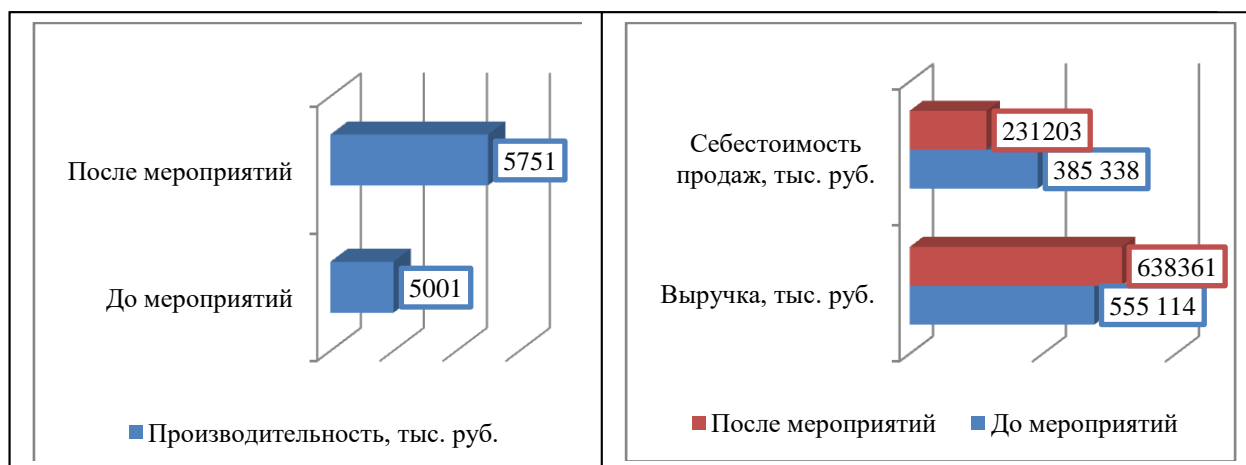 После мероприятий
5751
До мероприятий
5001
Производительность, тыс. руб.
Себестоимость
продаж, тыс. руб.
231203
385 338
Выручка, тыс. руб.
638361
555 114
После мероприятий
До мероприятий